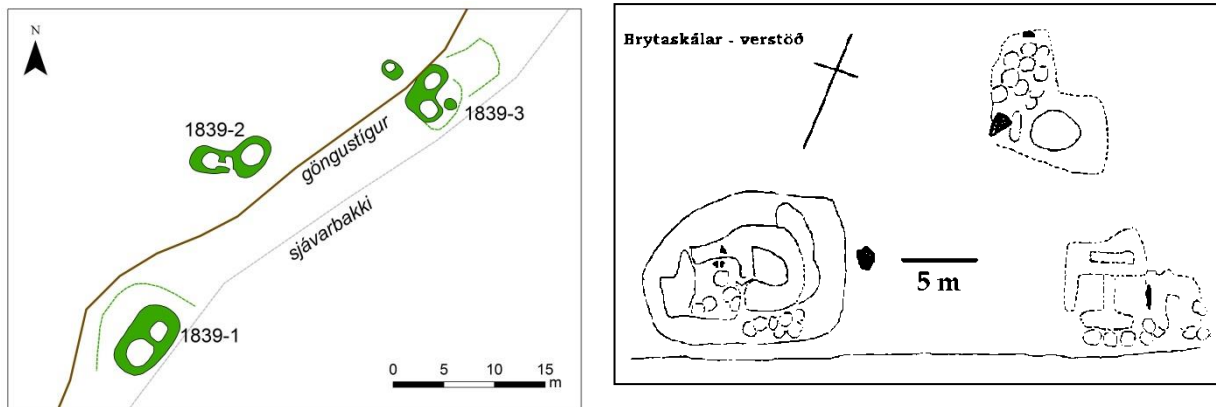 N
1839-2
1839-3
göngustígur
sjávarbakki
1839-1
0 5 10 15
m
Brytaskálar - verstöð
5 m